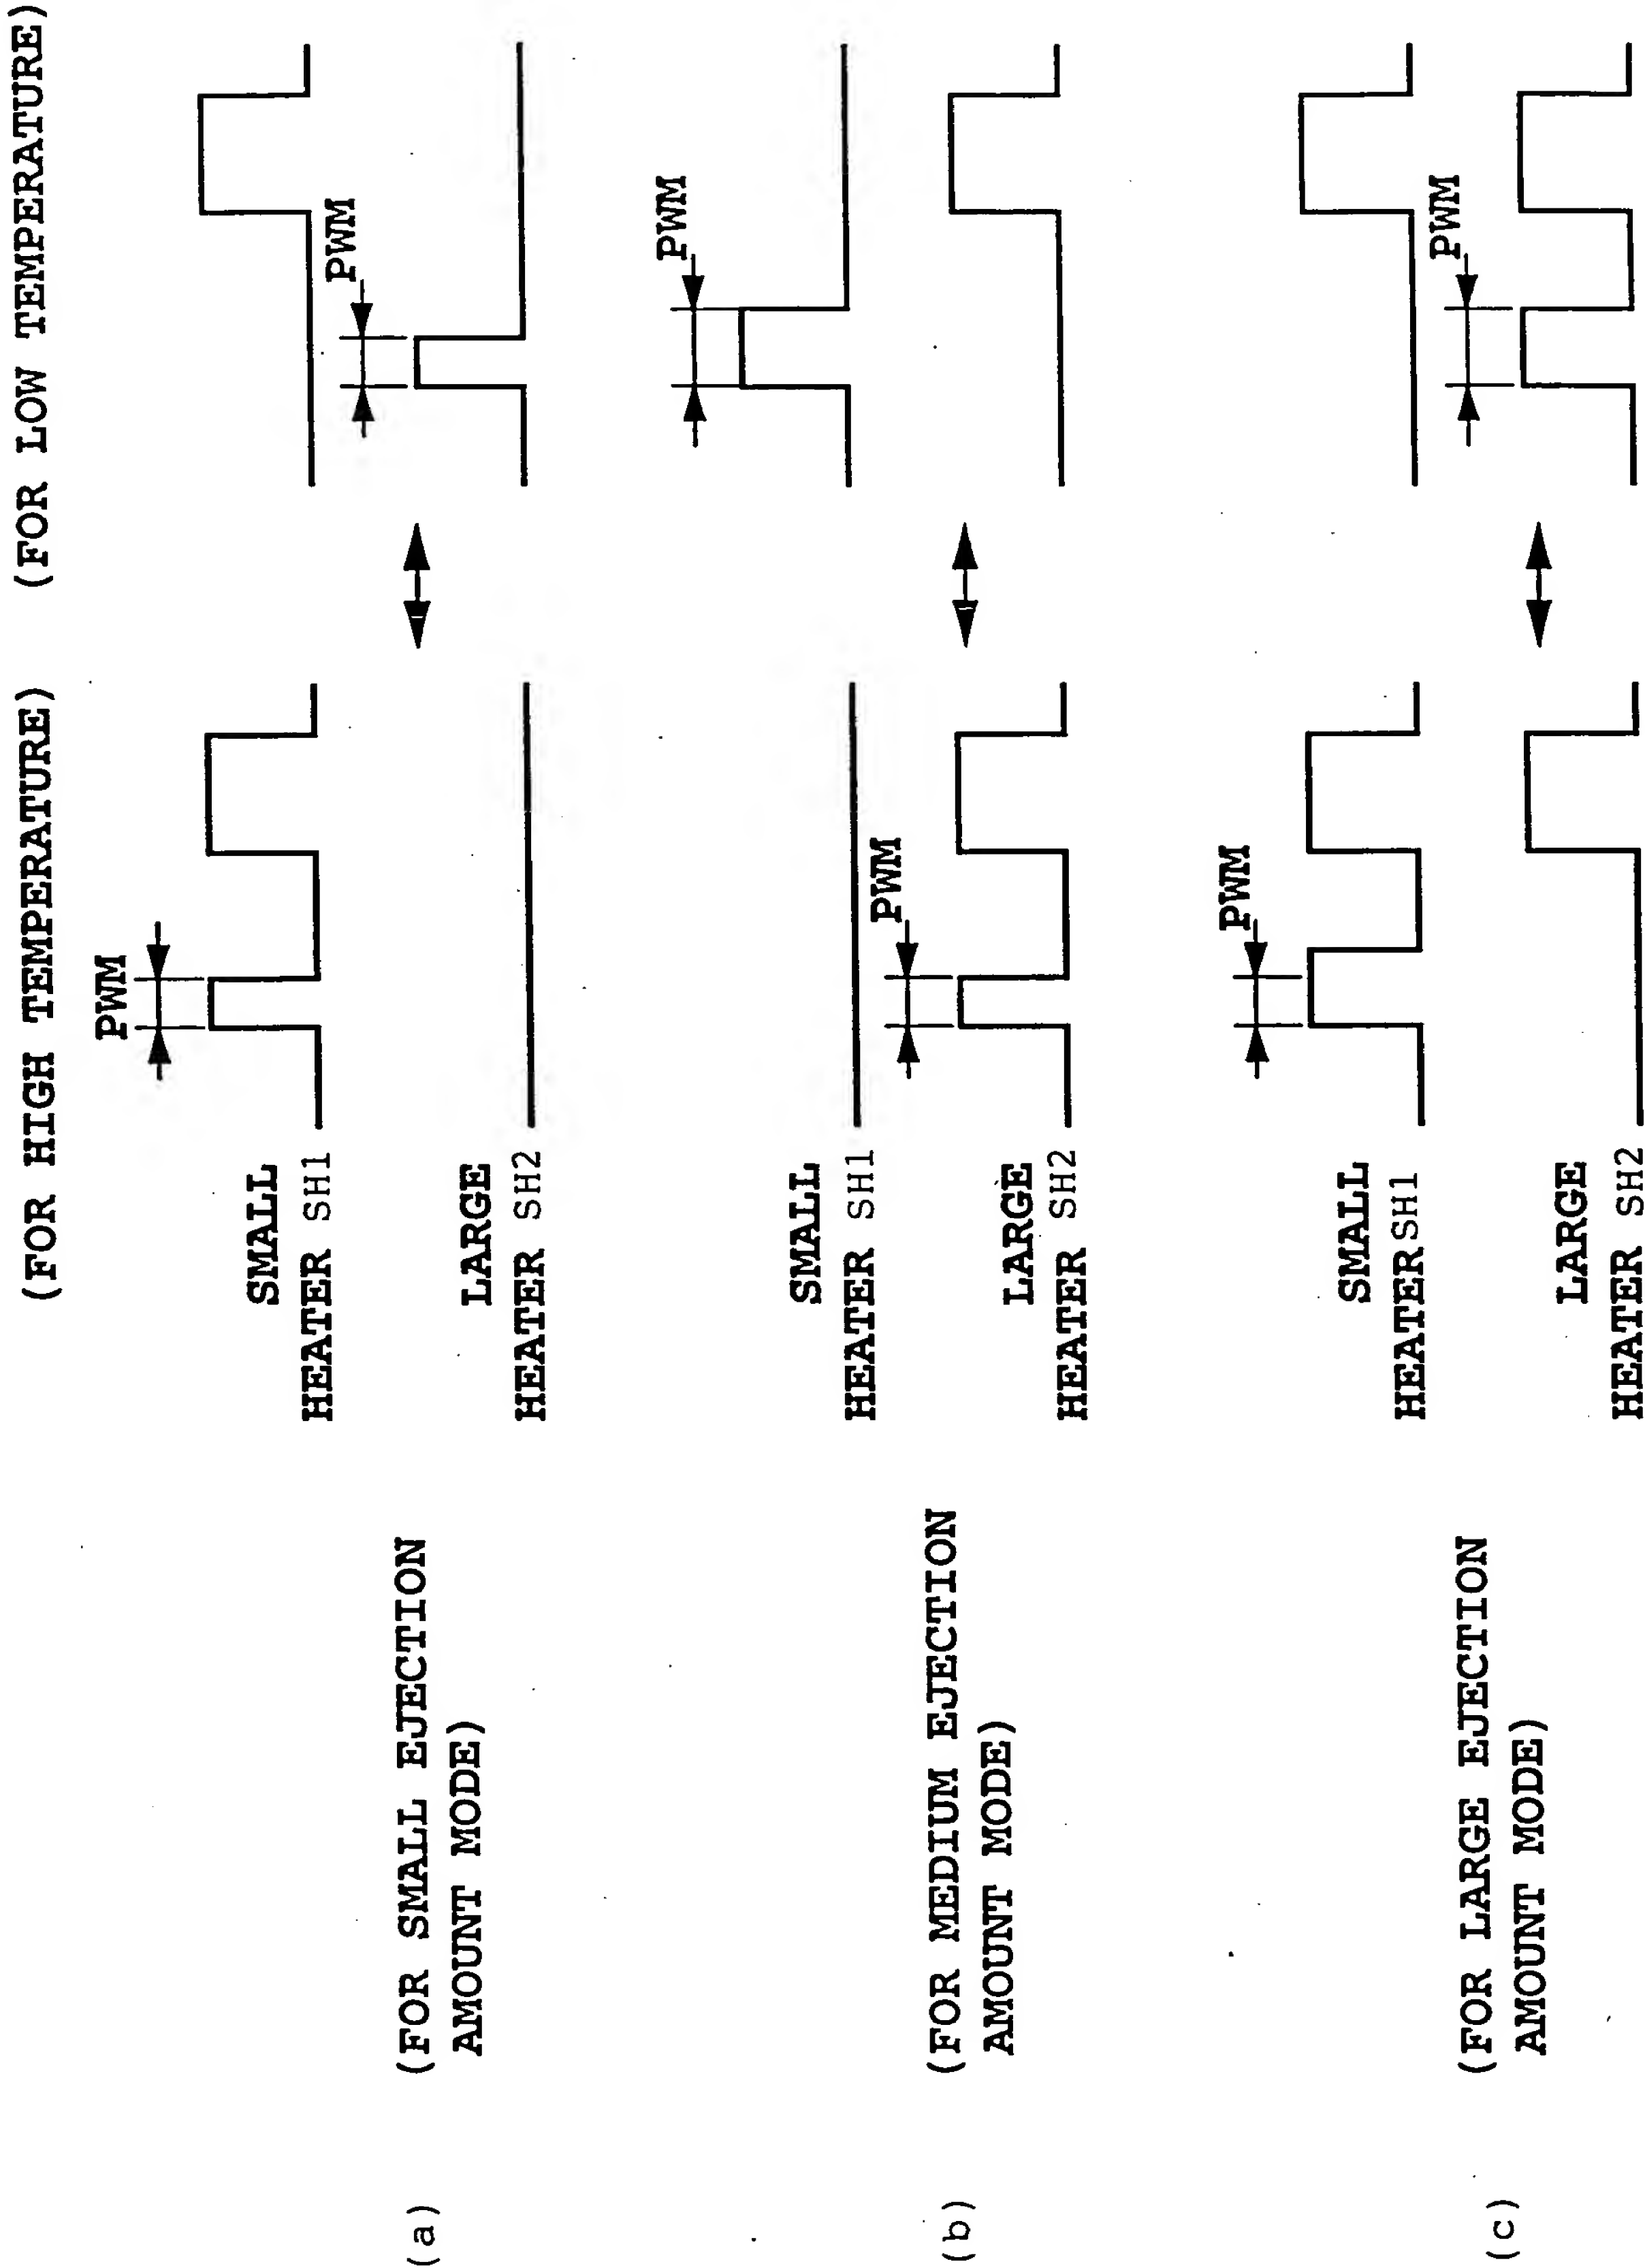 (FOR HIGH TEMPERATURE) (FOR LOW TEMPERATURE)
(a)
(FOR SMALL EJECTION
AMOUNT MODE)
SMALL
HEATER SH1
PWM
LARGE
HEATER SH2
PWM
(b)
(FOR MEDIUM EJECTION
AMOUNT MODE)
SMALL
HEATER SH1
PWM
LARGE
HEATER SH2
PWM
(c)
(FOR LARGE EJECTION
AMOUNT MODE)
SMALL
HEATER SH1
PWM
LARGE
HEATER SH2
PWM